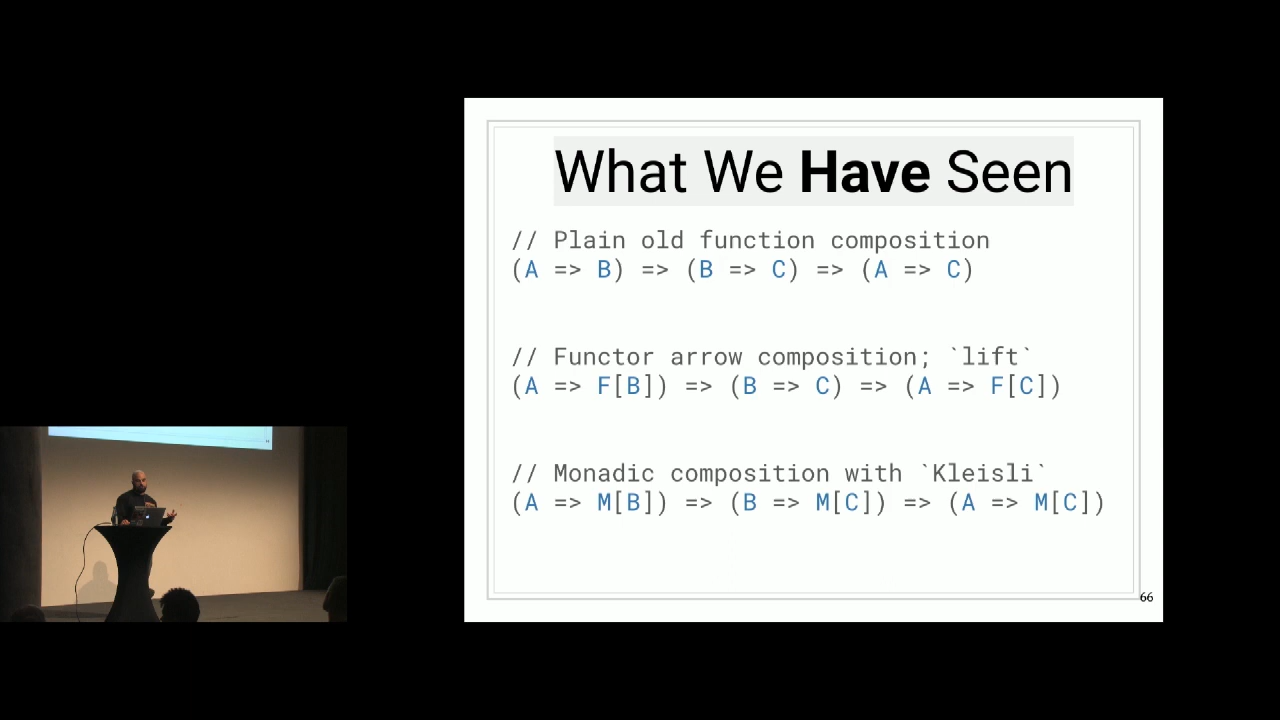 What We Have Seen
// Plain old function composition
(A => B) => (B => C) => (A => C)
// Functor arrow composition; `lift`
(A => F[B]) => (B => C) => (A => F[C])
// Monadic composition with `Kleisli`
(A => M[B]) => (B => M[C]) => (A => M[C])
66